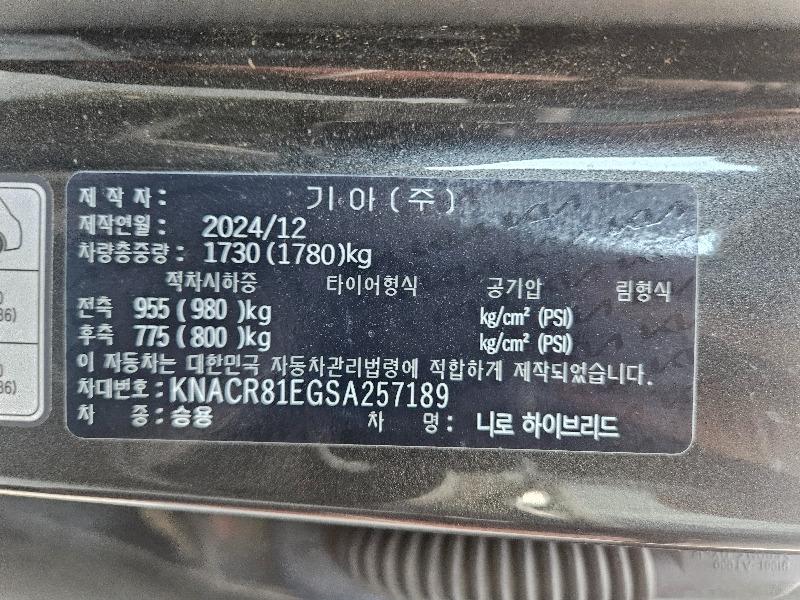 제 작 자 : 기 아 ( 주 )
제작연월 : 2024/12
차량총중량 : 1730 (1780)kg
적차시하중 타이어형식 공기압 림형식
전축 955 ( 980 )kg kg/cm² (PSI)
후축 775 ( 800 )kg kg/cm² (PSI)
이 자동차는 대한민국 자동차관리법령에 적합하게 제작되었습니다.
차대번호 : KNACR81EGSA257189
차 종 : 승용 차 명 : 니로 하이브리드